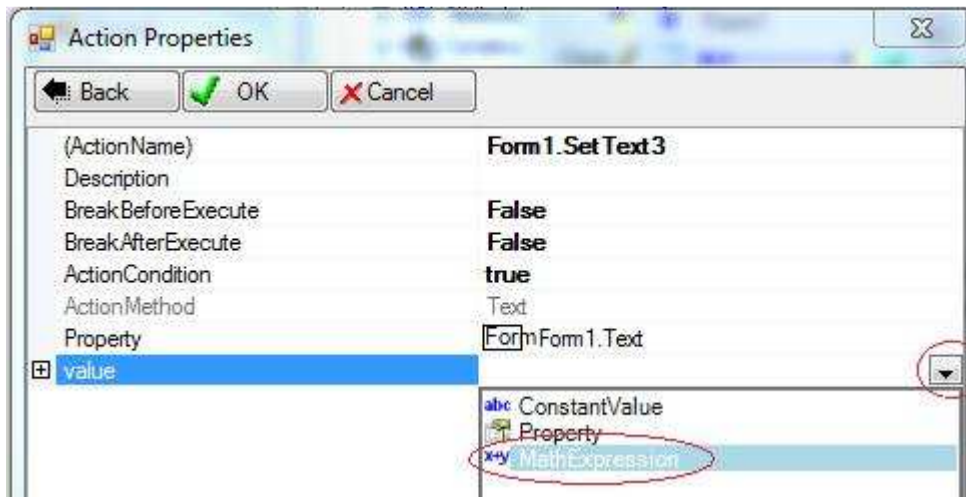 Action Properties
Back OK Cancel
(ActionName) Form1.SetText3
Description
BreakBeforeExecute False
BreakAfterExecute False
ActionCondition true
ActionMethod Text
Property Form Form1.Text
value
abc ConstantValue
Property
x+y MathExpression